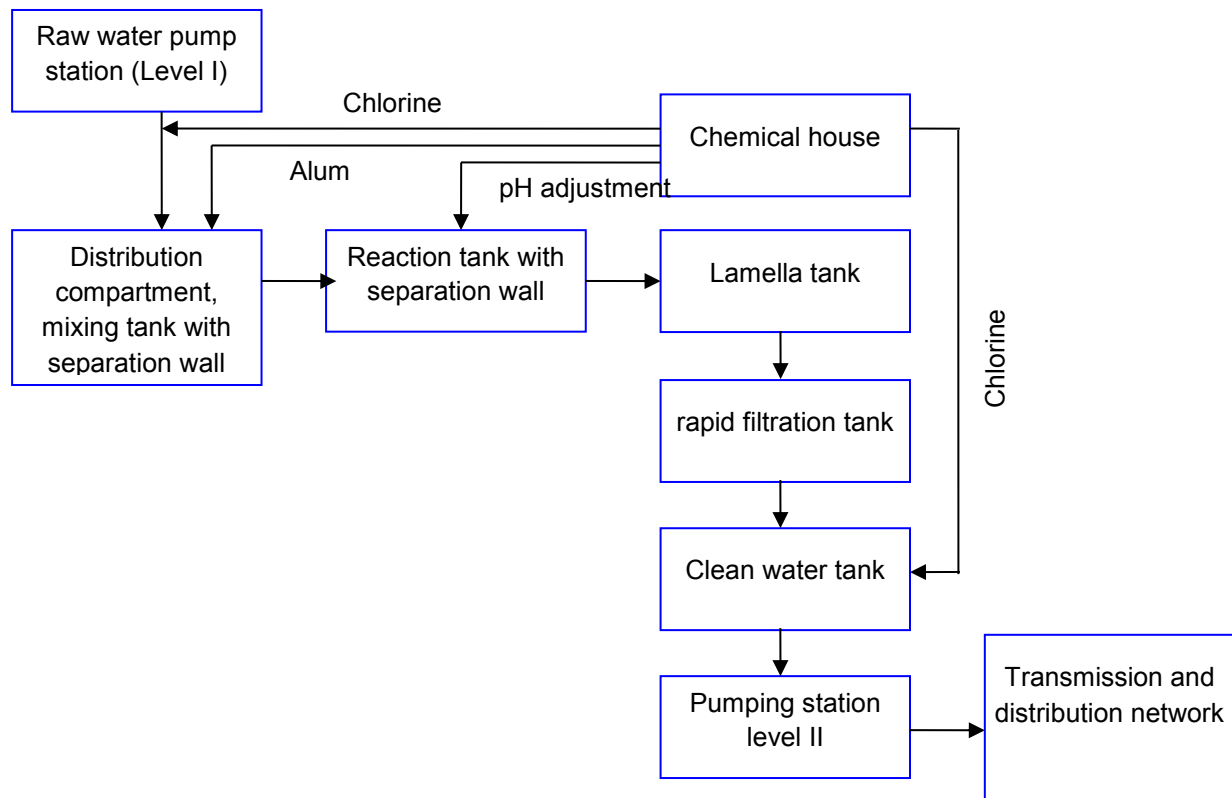 Raw water pump
station (Level I)
Chlorine
Chemical house
Alum
pH adjustment
Distribution
compartment,
mixing tank with
separation wall
Reaction tank with
separation wall
Lamella tank
Chlorine
rapid filtration tank
Clean water tank
Pumping station
level II
Transmission and
distribution network